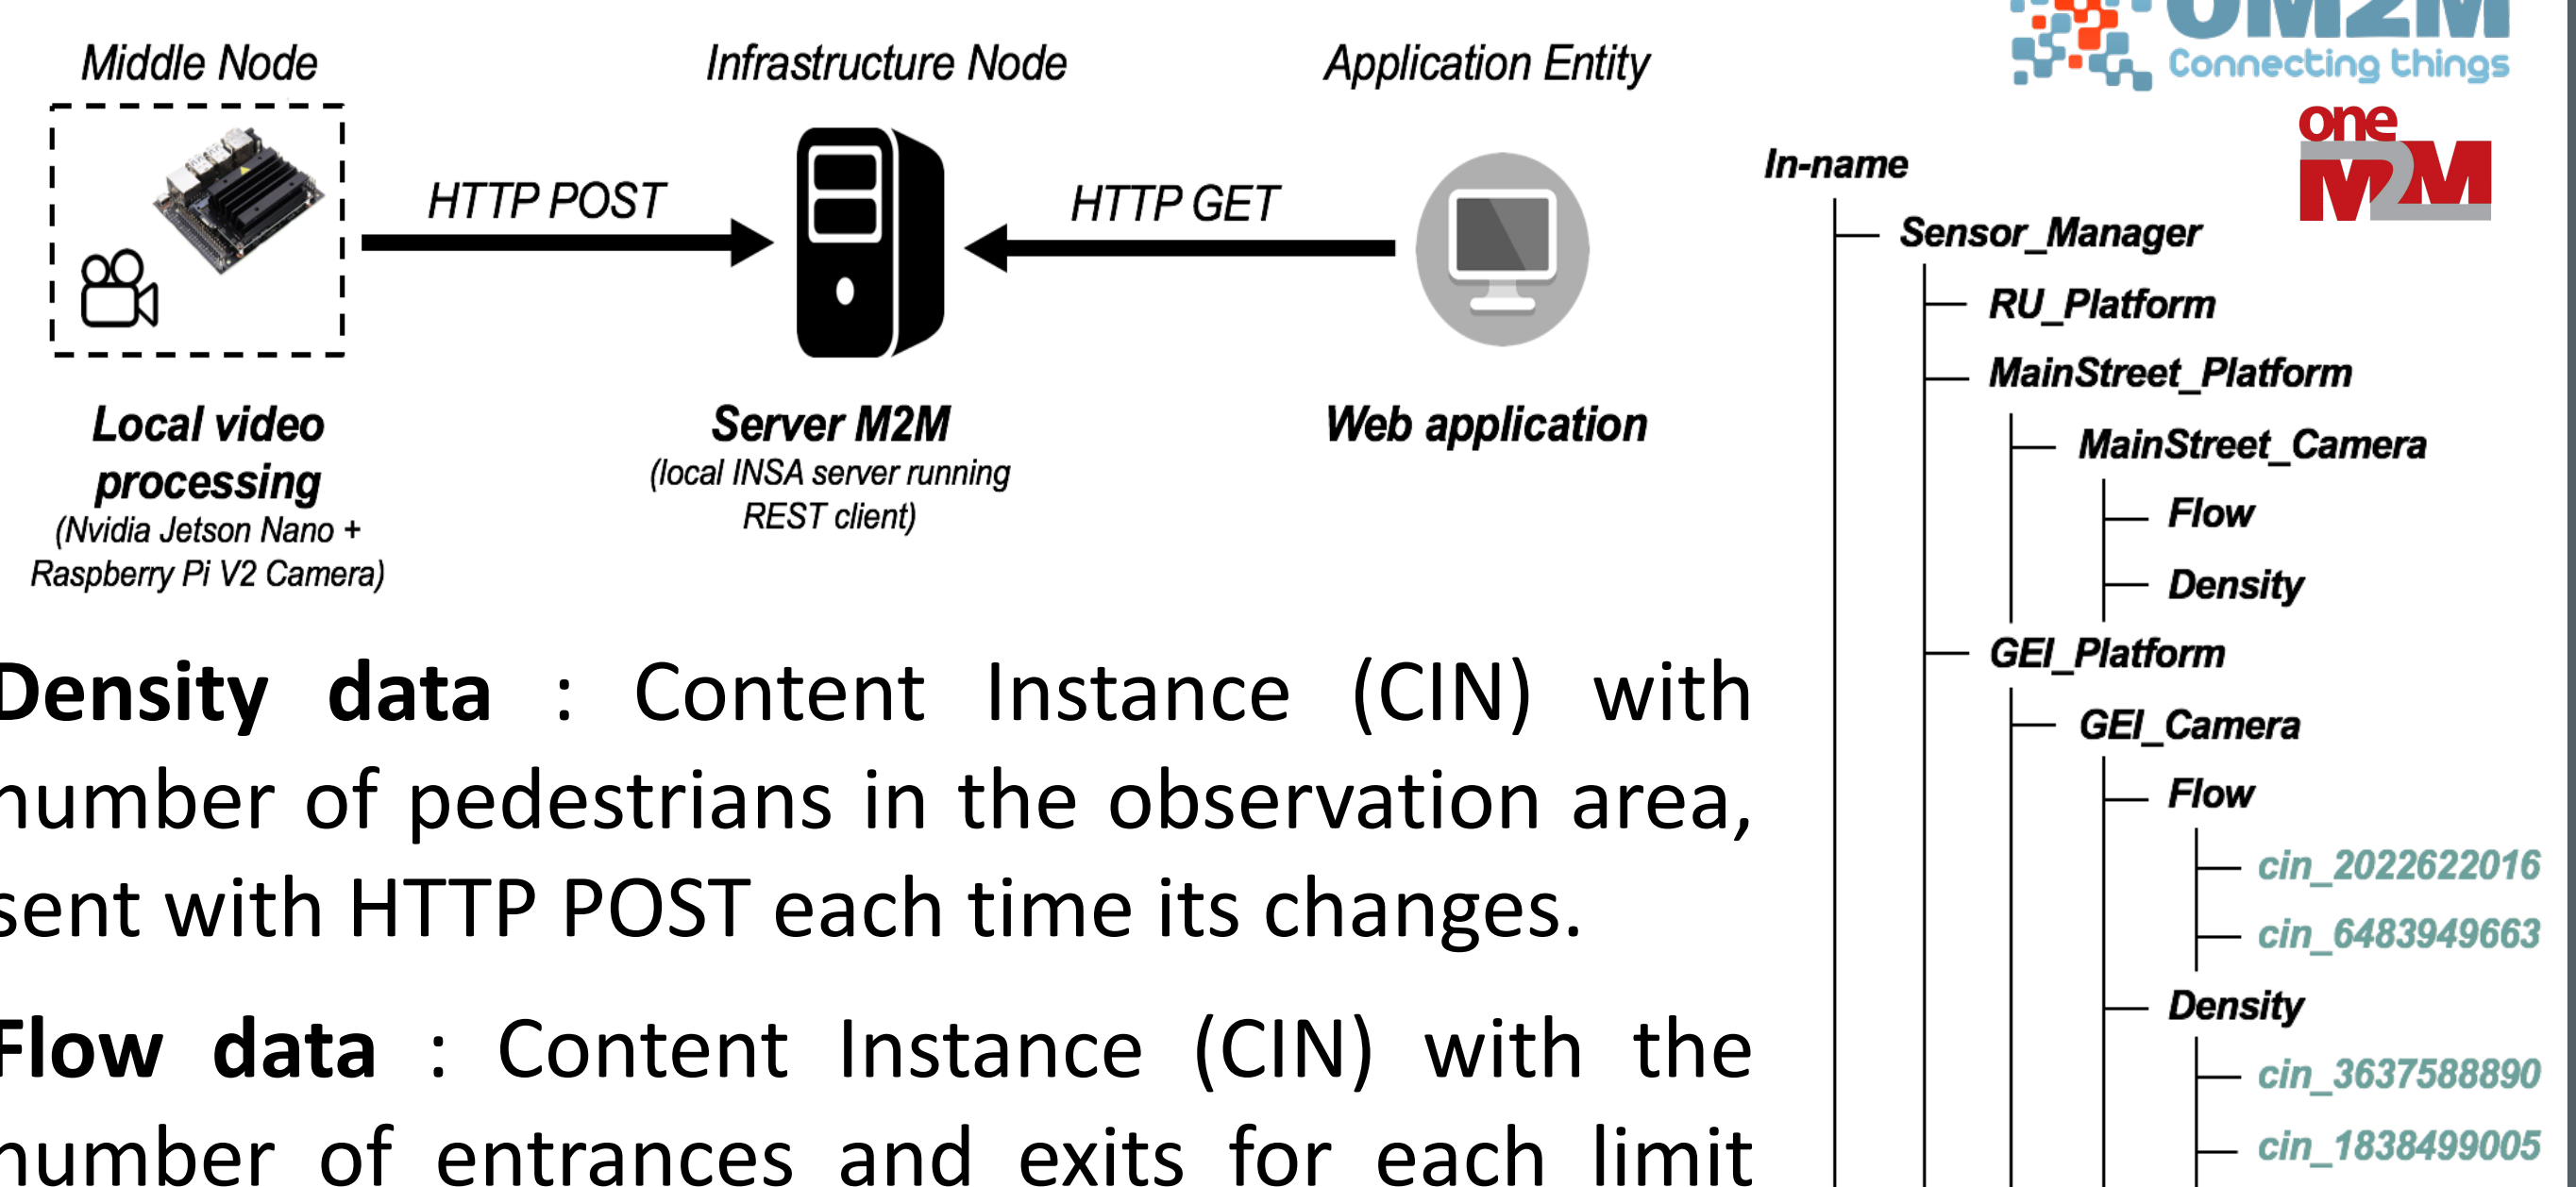 Middle Node
Infrastructure Node
Application Entity
HTTP POST
HTTP GET
Local video
processing
(Nvidia Jetson Nano +
Raspberry Pi V2 Camera)
Server M2M
(local INSA server running
REST client)
Web application
Density data : Content Instance (CIN) with
number of pedestrians in the observation area,
sent with HTTP POST each time its changes.
Flow data : Content Instance (CIN) with the
number of entrances and exits for each limit
OM2M
Connecting things
one
M2M
In-name
Sensor_Manager
RU_Platform
MainStreet_Platform
MainStreet_Camera
Flow
Density
GEI_Platform
GEI_Camera
Flow
cin_2022622016
cin_6483949663
Density
cin_3637588890
cin_1838499005